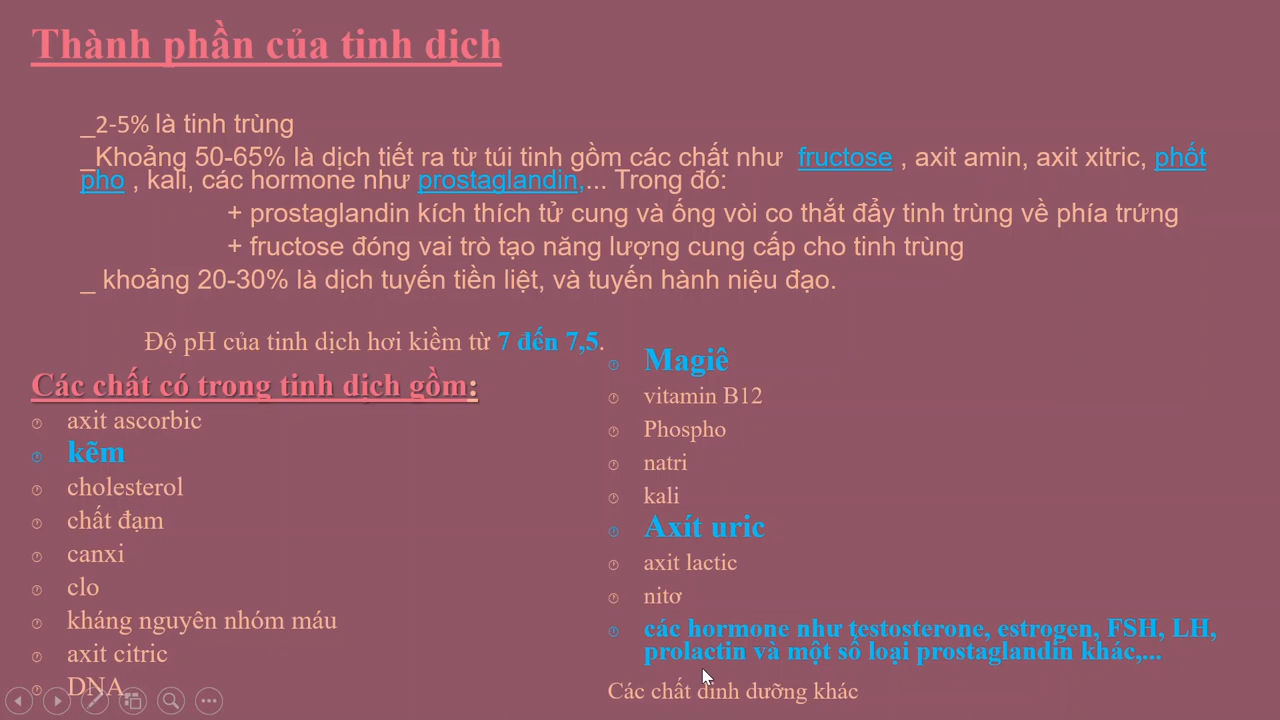 Thành phần của tinh dịch
_2-5% là tinh trùng
_Khoảng 50-65% là dịch tiết ra từ túi tinh gồm các chất như fructose , axit amin, axit xitric, phốt
pho , kali, các hormone như prostaglandin,... Trong đó:
+ prostaglandin kích thích tử cung và ống vòi co thắt đẩy tinh trùng về phía trứng
+ fructose đóng vai trò tạo năng lượng cung cấp cho tinh trùng
_ khoảng 20-30% là dịch tuyến tiền liệt, và tuyến hành niệu đạo.
Độ pH của tinh dịch hơi kiềm từ 7 đến 7,5.
Các chất có trong tinh dịch gồm:
axit ascorbic
kẽm
cholesterol
chất đạm
canxi
clo
kháng nguyên nhóm máu
axit citric
DNA
Magiê
vitamin B12
Phospho
natri
kali
Axít uric
axit lactic
nitơ
các hormone như testosterone, estrogen, FSH, LH,
prolactin và một số loại prostaglandin khác,...
Các chất dinh dưỡng khác